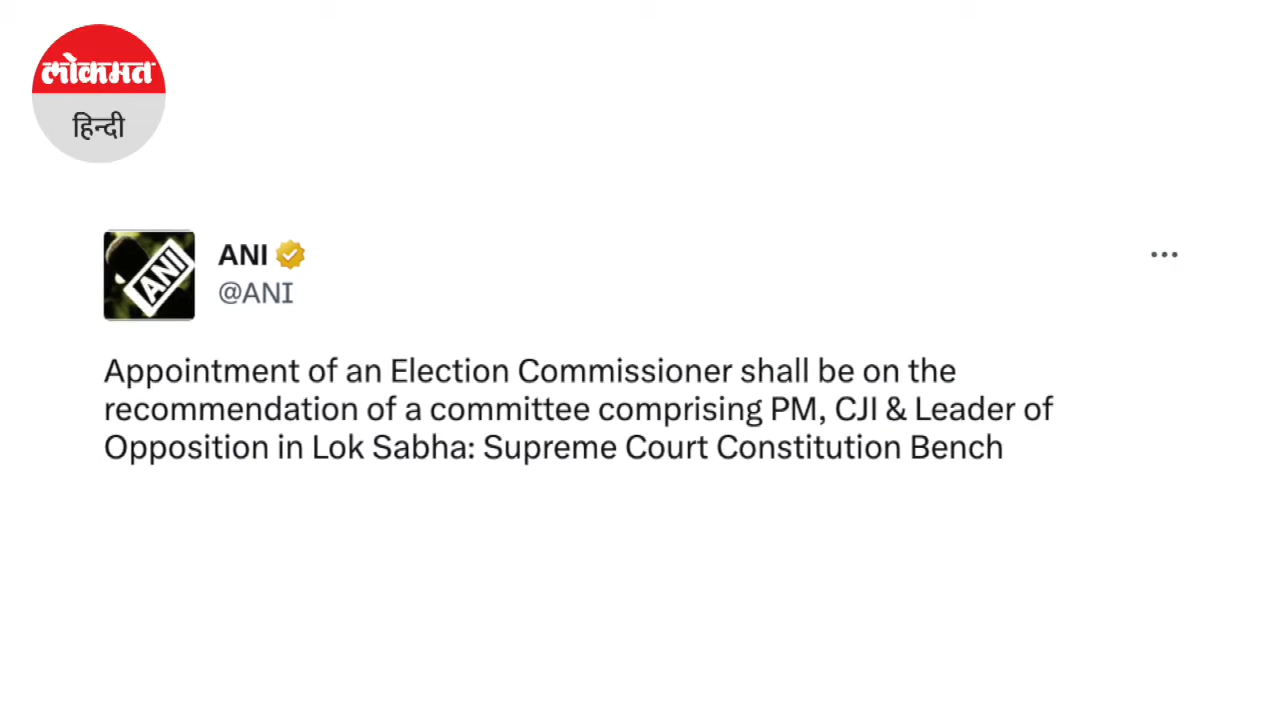 लोकमत
हिन्दी
ANI
ANI
@ANI
Appointment of an Election Commissioner shall be on the
recommendation of a committee comprising PM, CJI & Leader of
Opposition in Lok Sabha: Supreme Court Constitution Bench